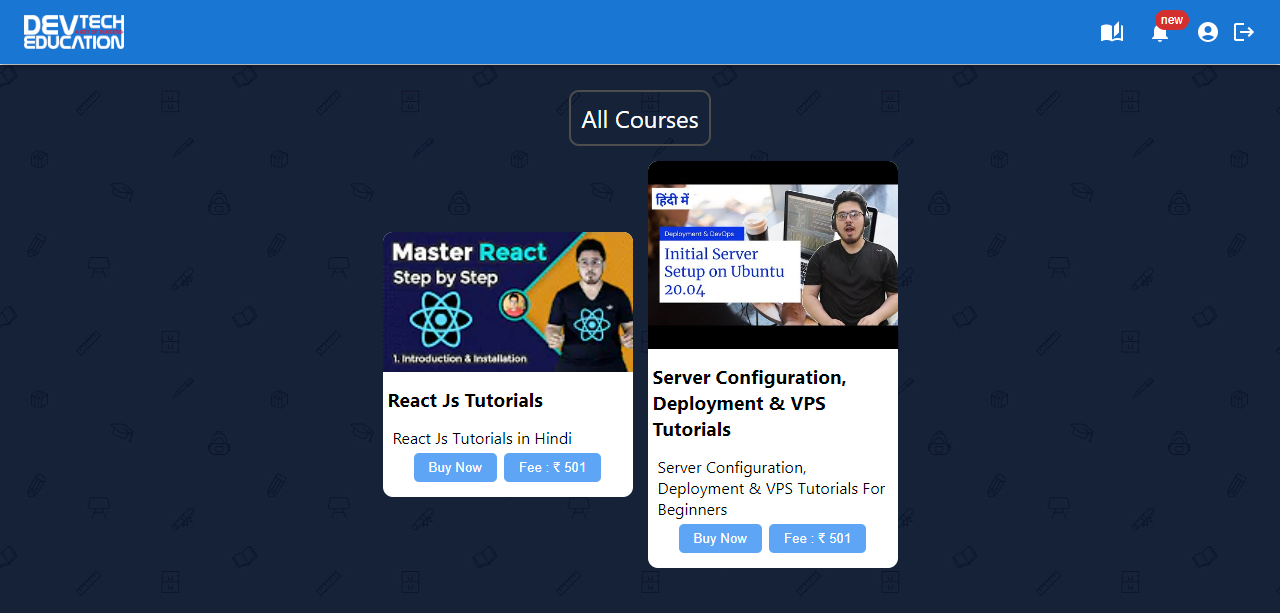 DEVTECH
EDUCATION
new
All Courses
Master React
Step by Step
1. Introduction & Installation
React Js Tutorials
React Js Tutorials in Hindi
Buy Now
Fee : ₹ 501
हिंदी में
Deployment & DevOps
Initial Server
Setup on Ubuntu
20.04
Server Configuration,
Deployment & VPS
Tutorials
Server Configuration,
Deployment & VPS Tutorials For
Beginners
Buy Now
Fee : ₹ 501